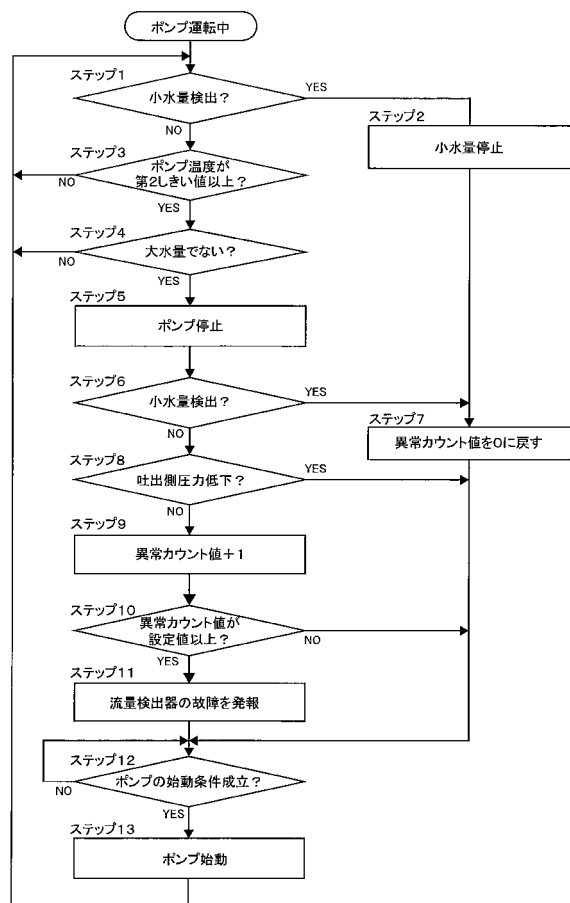 ポンプ運転中
ステップ1
小水量検出？
YES
NO
ステップ2
小水量停止
ステップ3
ポンプ温度が
第2しきい値以上？
NO
YES
ステップ4
大水量でない？
NO
YES
ステップ5
ポンプ停止
ステップ6
小水量検出？
YES
NO
ステップ7
異常カウント値を0に戻す
ステップ8
吐出側圧力低下？
YES
NO
ステップ9
異常カウント値＋1
ステップ10
異常カウント値が
設定値以上？
NO
YES
ステップ11
流量検出器の故障を発報
ステップ12
ポンプの始動条件成立？
NO
YES
ステップ13
ポンプ始動